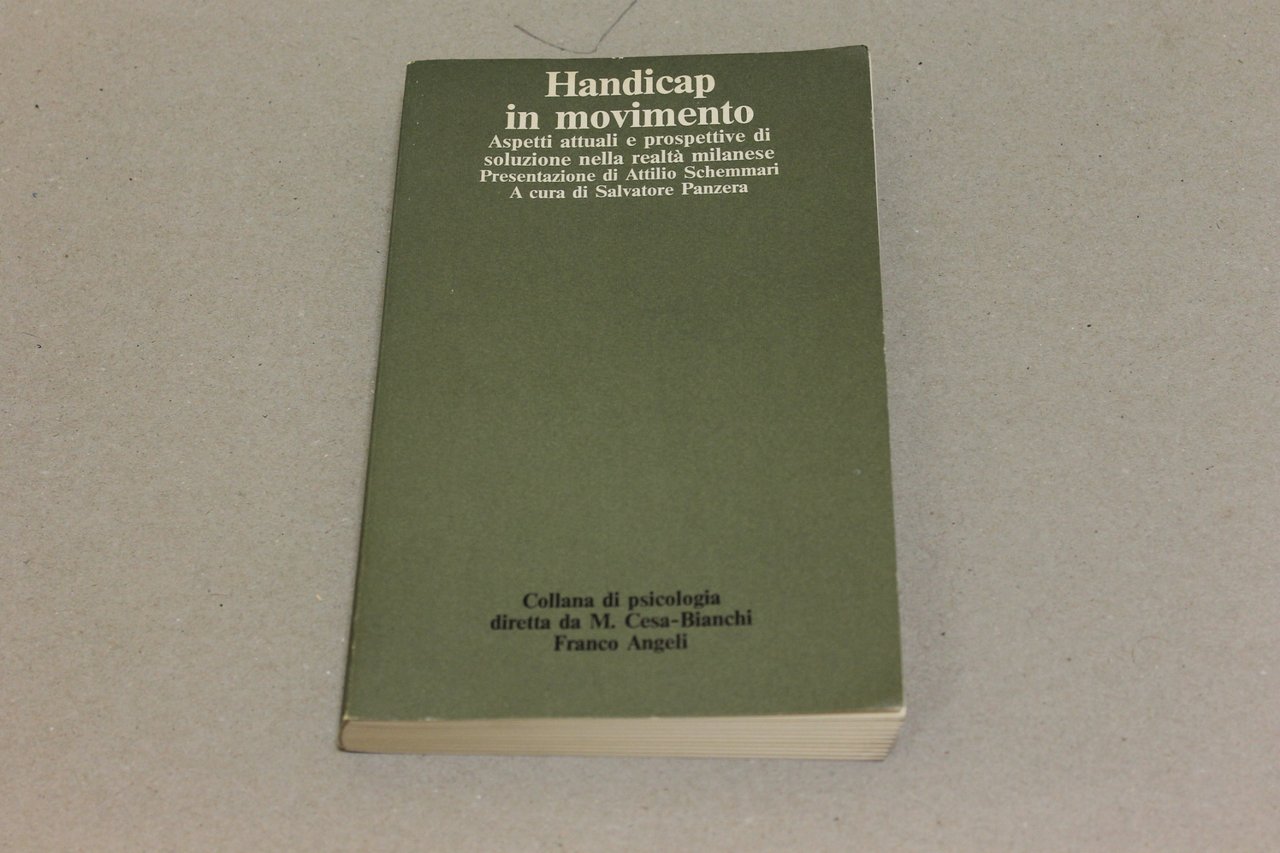 Handicap
in movimento
Aspetti attuali e prospettive di
soluzione nella realtà milanese
Presentazione di Attilio Schemmari
A cura di Salvatore Panzera
Collana di psicologia
diretta da M. Cesa-Bianchi
Franco Angeli